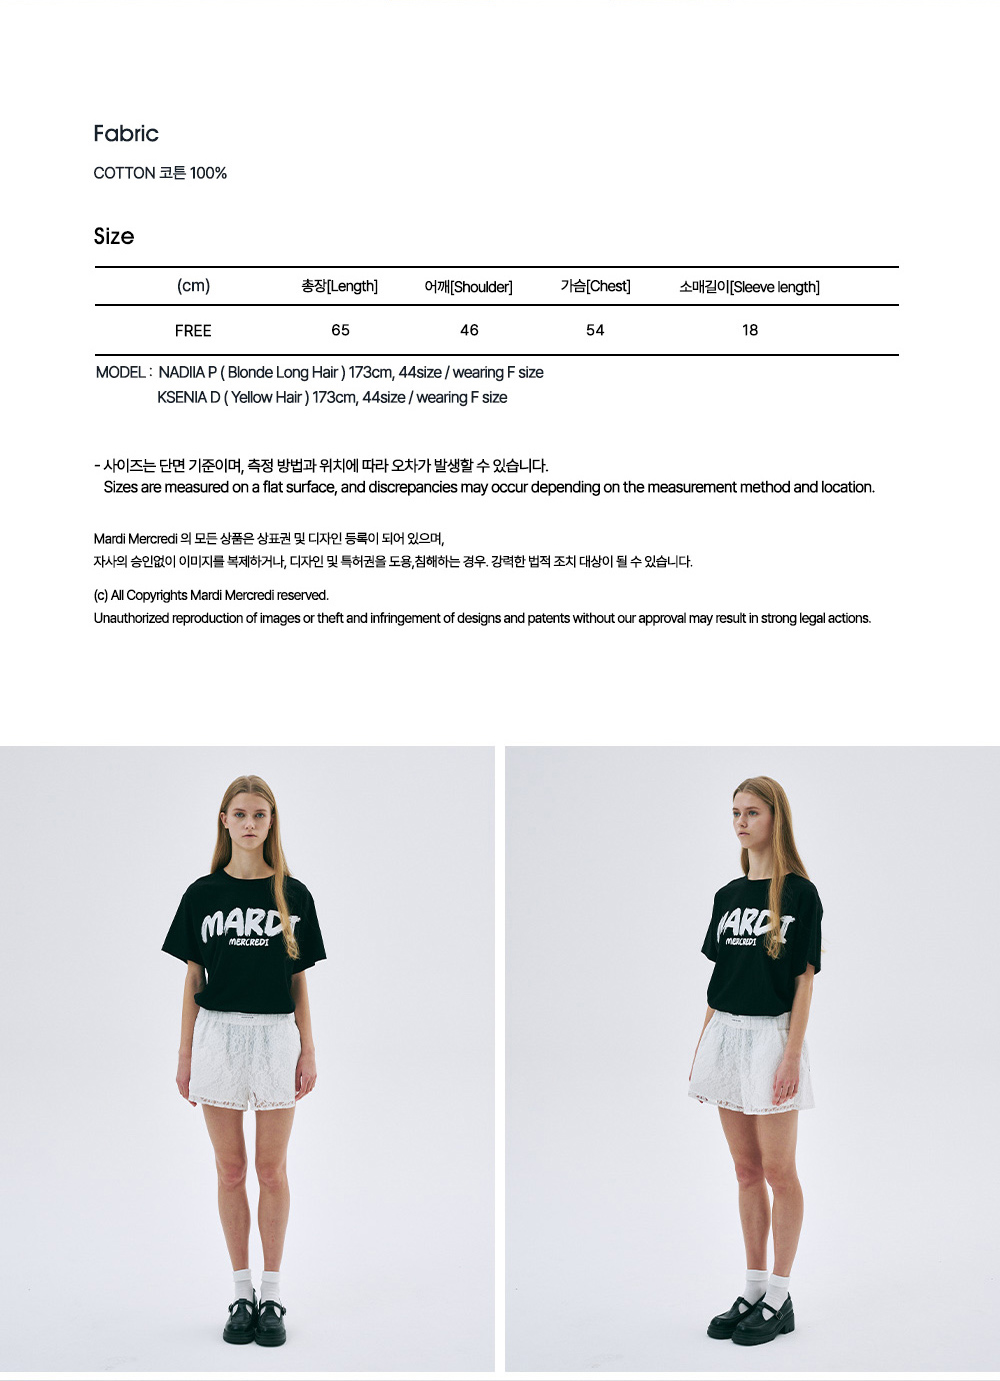 Fabric
COTTON 코튼 100%
Size
(cm) 총장[Length] 어깨[Shoulder] 가슴[Chest] 소매길이[Sleeve length]
FREE 65 46 54 18
MODEL : NADIIA P ( Blonde Long Hair ) 173cm, 44size / wearing F size
KSENIA D ( Yellow Hair ) 173cm, 44size / wearing F size
- 사이즈는 단면 기준이며, 측정 방법과 위치에 따라 오차가 발생할 수 있습니다.
Sizes are measured on a flat surface, and discrepancies may occur depending on the measurement method and location.
Mardi Mercredi 의 모든 상품은 상표권 및 디자인 등록이 되어 있으며,
자사의 승인없이 이미지를 복제하거나, 디자인 및 특허권을 도용,침해하는 경우. 강력한 법적 조치 대상이 될 수 있습니다.
(c) All Copyrights Mardi Mercredi reserved.
Unauthorized reproduction of images or theft and infringement of designs and patents without our approval may result in strong legal actions.
MARDI
MERCREDI
MARDI
MERCREDI